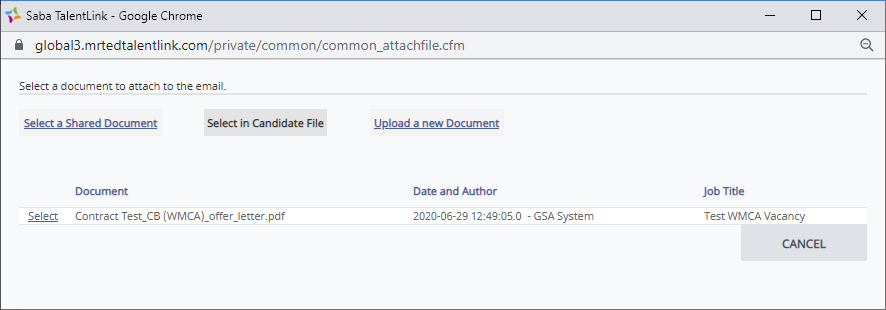 Saba TalentLink - Google Chrome
global3.mrtedtalentlink.com/private/common/common_attachfile.cfm
Select a document to attach to the email.
Select a Shared Document Select in Candidate File Upload a new Document
Document Date and Author Job Title
Select Contract Test_CB (WMCA)_offer_letter.pdf 2020-06-29 12:49:05.0 - GSA System Test WMCA Vacancy
CANCEL